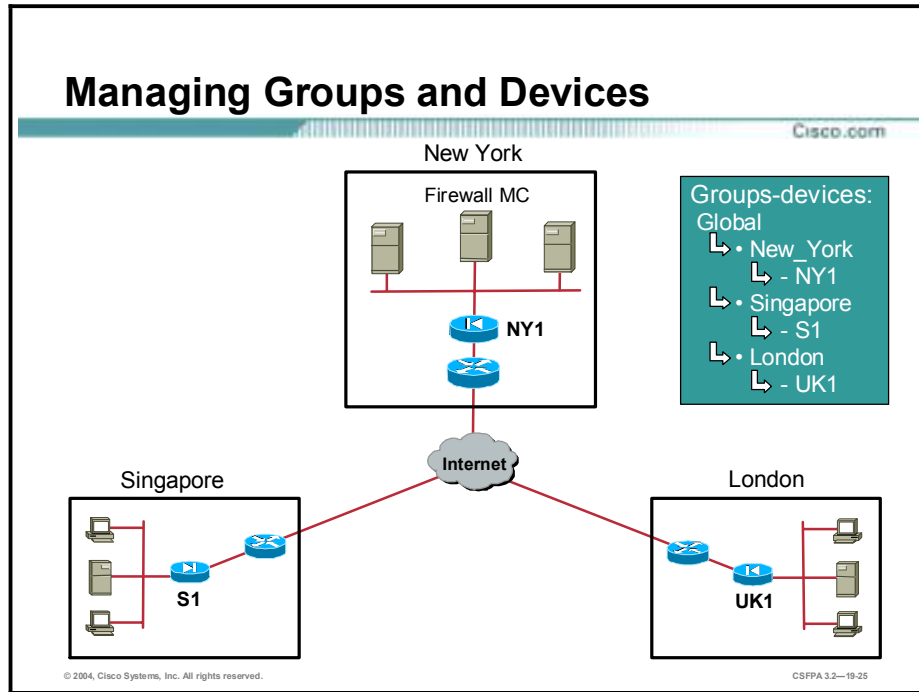 Managing Groups and Devices
Cisco.com
New York
Firewall MC
NY1
Groups-devices:
Global
• New_York
- NY1
• Singapore
- S1
• London
- UK1
Internet
Singapore
S1
London
UK1
© 2004, Cisco Systems, Inc. All rights reserved.
CSFPA 3.2—19-25